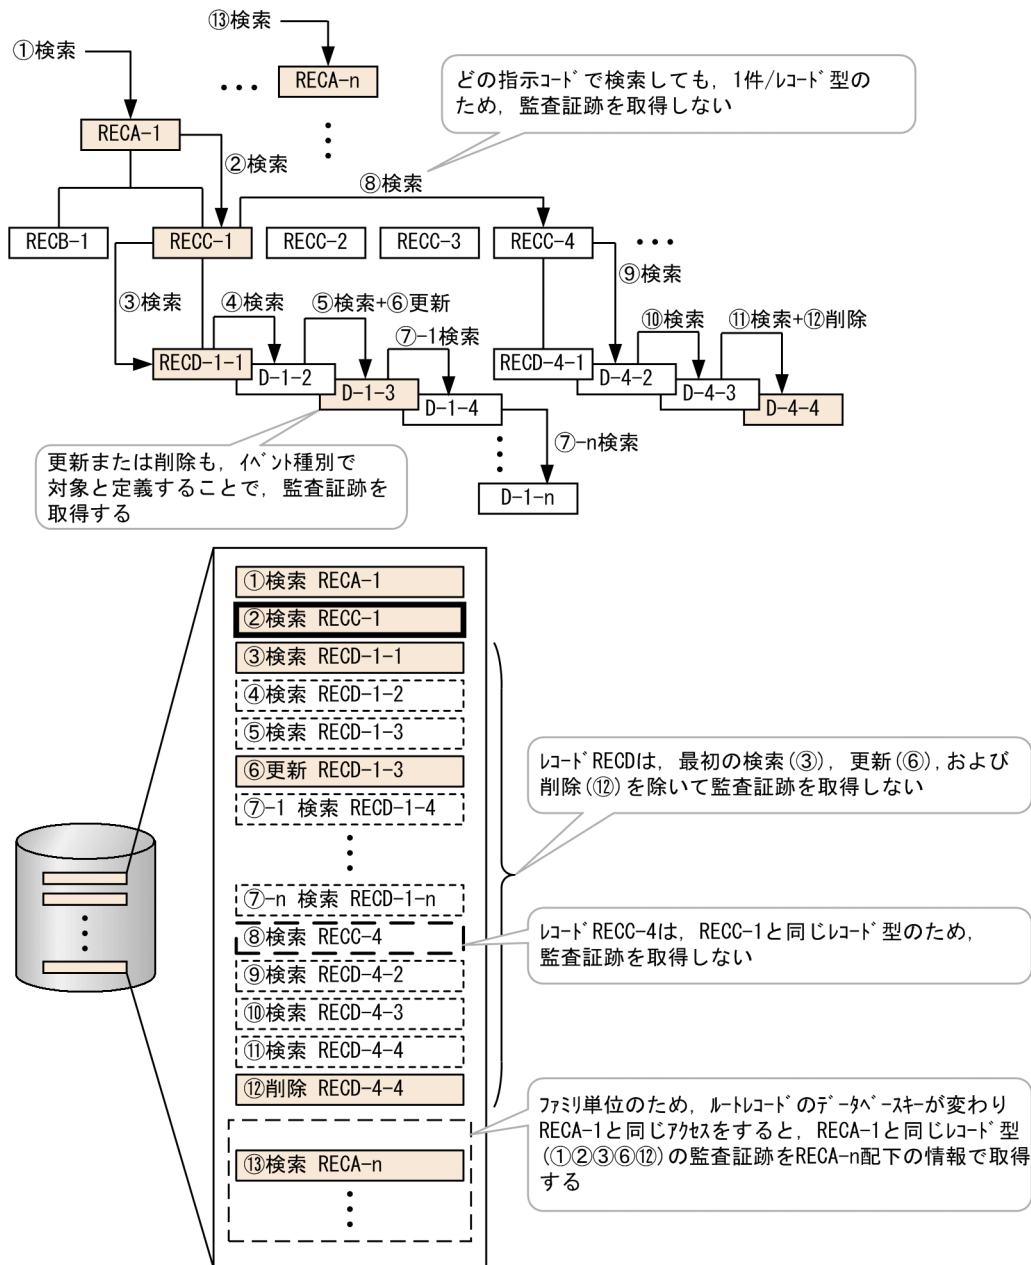 ⑬検索
①検索
RECA-n
どの指示ｺｰﾄﾞで検索しても，1件/ﾚｺｰﾄﾞ型の
ため，監査証跡を取得しない
RECA-1
②検索
⑧検索
RECB-1
RECC-1
RECC-2
RECC-3
RECC-4
⑨検索
③検索
④検索
⑤検索+⑥更新
⑦-1検索
⑩検索
⑪検索+⑫削除
RECD-1-1
D-1-2
D-1-3
D-1-4
RECD-4-1
D-4-2
D-4-3
D-4-4
⑦-n検索
D-1-n
更新または削除も，ｲﾍﾞﾝﾄ種別で
対象と定義することで，監査証跡を
取得する
①検索 RECA-1
②検索 RECC-1
③検索 RECD-1-1
④検索 RECD-1-2
⑤検索 RECD-1-3
⑥更新 RECD-1-3
⑦-1 検索 RECD-1-4
⑦-n 検索 RECD-1-n
⑧検索 RECC-4
⑨検索 RECD-4-2
⑩検索 RECD-4-3
⑪検索 RECD-4-4
⑫削除 RECD-4-4
⑬検索 RECA-n
ﾚｺｰﾄﾞRECDは，最初の検索(③)，更新(⑥)，および
削除(⑫)を除いて監査証跡を取得しない
ﾚｺｰﾄﾞRECC-4は，RECC-1と同じﾚｺｰﾄﾞ型のため，
監査証跡を取得しない
ﾌｧﾐﾘ単位のため，ﾙｰﾄﾚｺｰﾄﾞのﾃﾞｰﾀﾍﾞｰｽｷｰが変わり
RECA-1と同じｱｸｾｽをすると，RECA-1と同じﾚｺｰﾄﾞ型
(①②③⑥⑫)の監査証跡をRECA-n配下の情報で取得
する